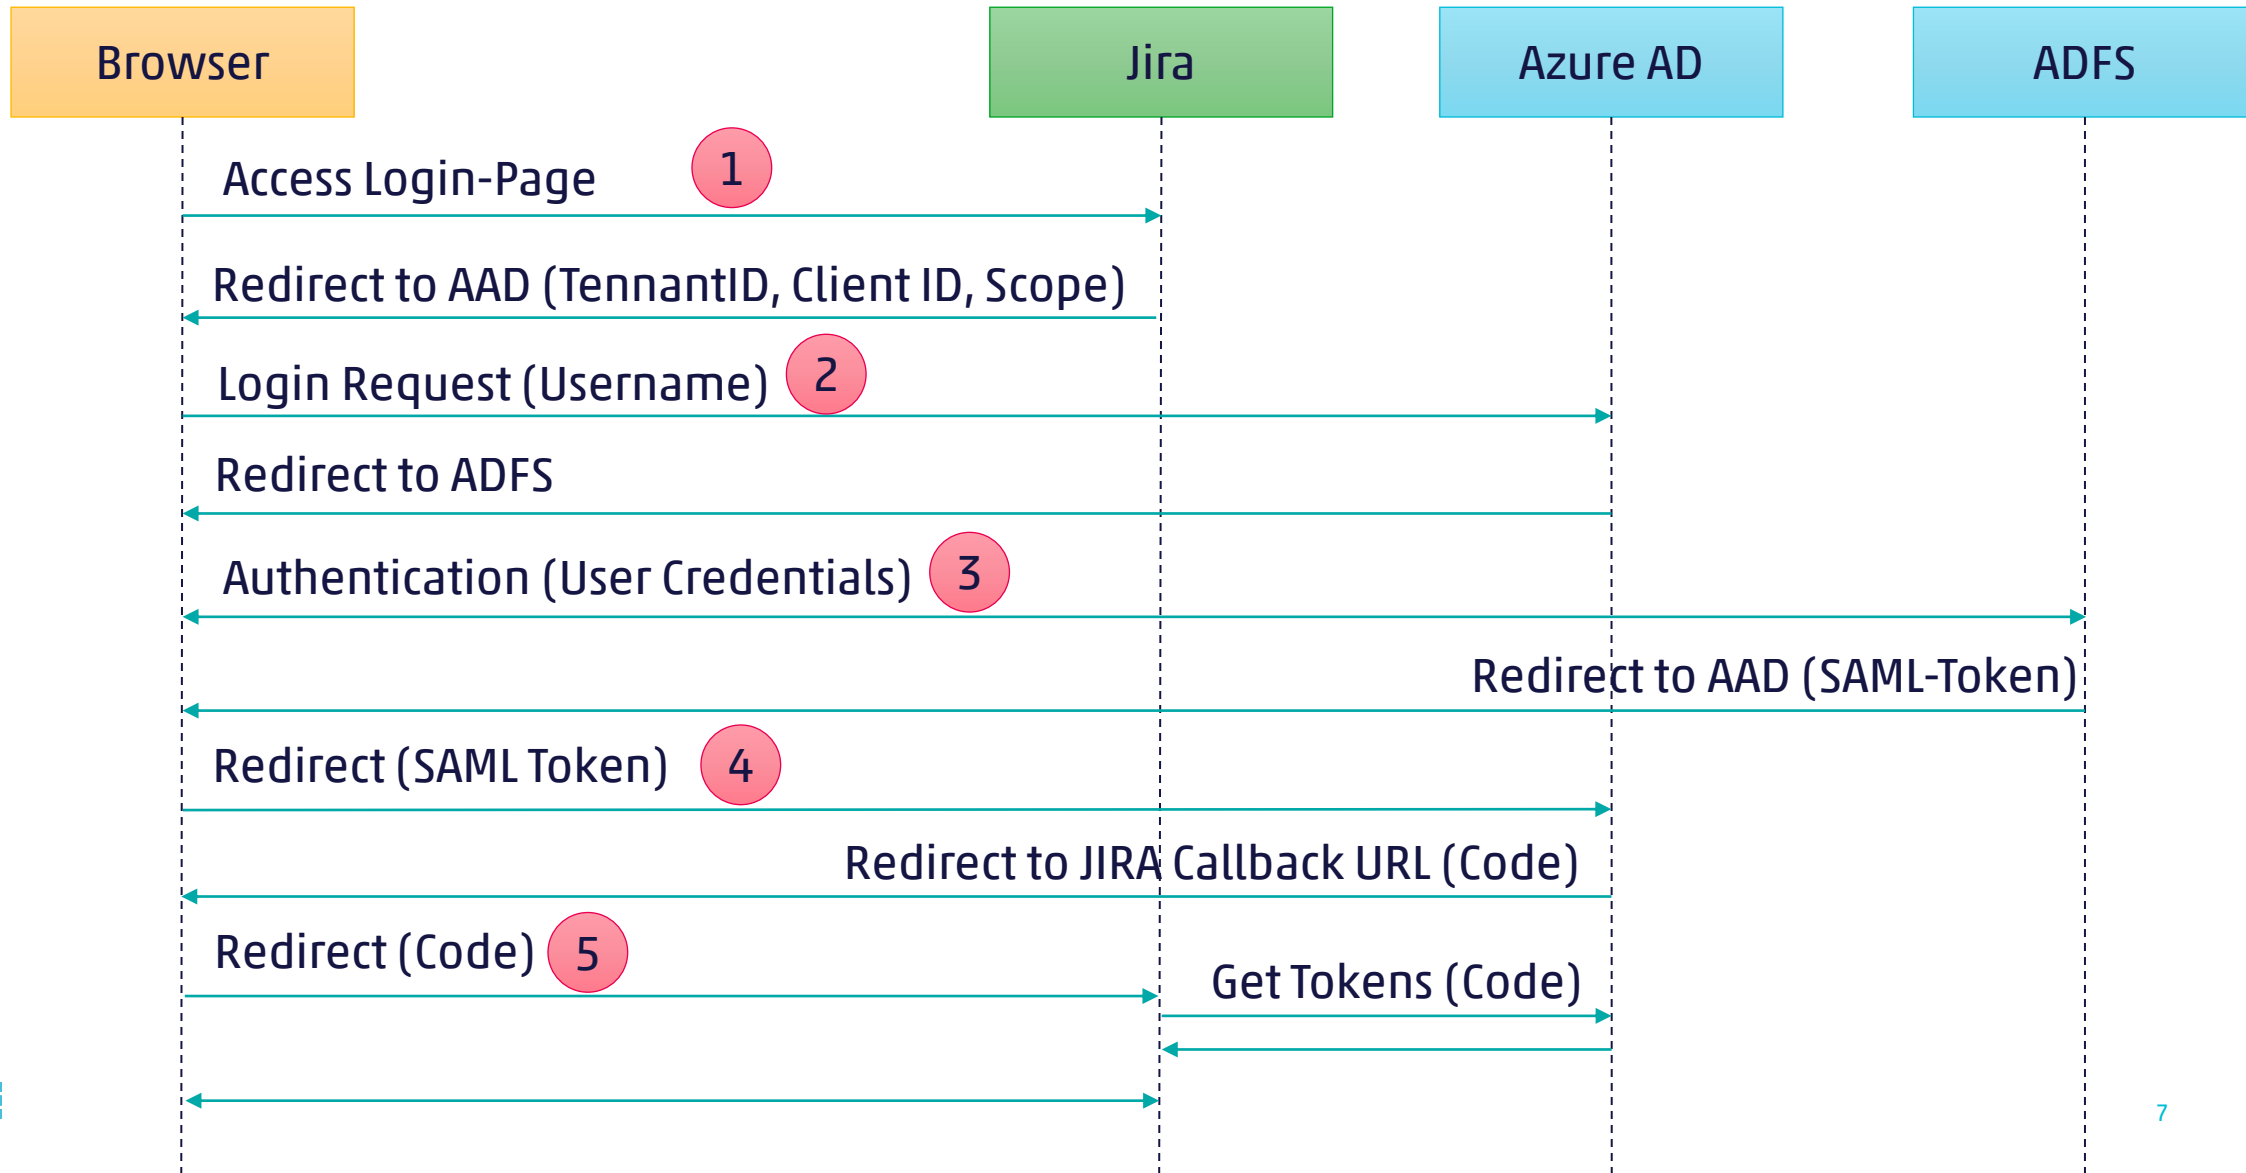 Browser
Jira
Azure AD
ADFS
Access Login-Page
1
Redirect to AAD (TennantID, Client ID, Scope)
Login Request (Username)
2
Redirect to ADFS
Authentication (User Credentials)
3
Redirect to AAD (SAML-Token)
Redirect (SAML Token)
4
Redirect to JIRA Callback URL (Code)
Redirect (Code)
5
Get Tokens (Code)
7